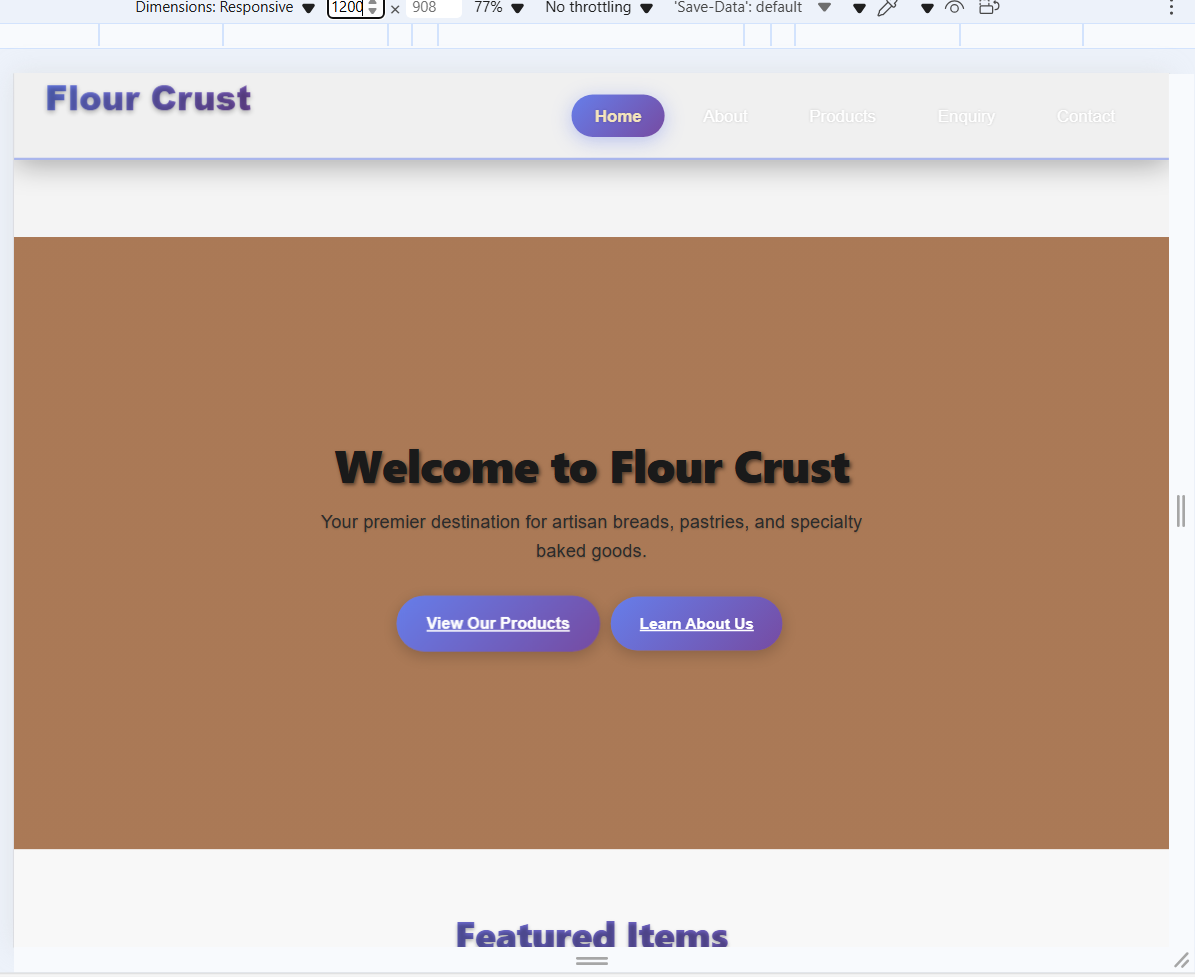 Dimensions: Responsive 1200 × 908 77% No throttling 'Save-Data': default
Flour Crust
Home About Products Enquiry Contact
Welcome to Flour Crust
Your premier destination for artisan breads, pastries, and specialty
baked goods.
View Our Products Learn About Us
Featured Items